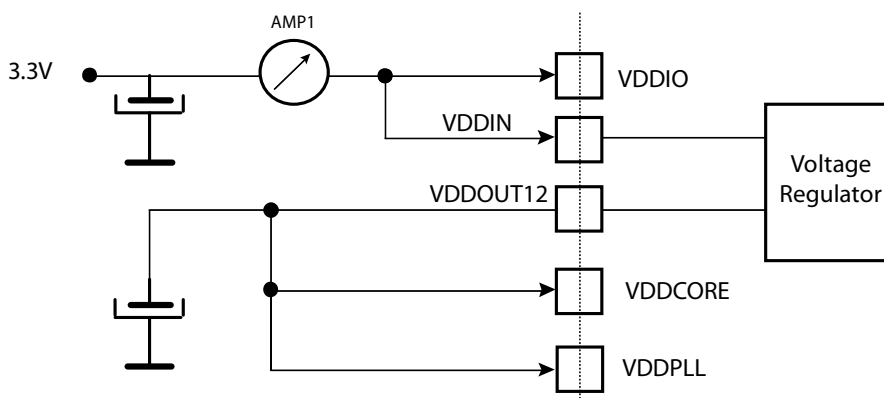 AMP1
3.3V
VDDIO
VDDIN
Voltage
Regulator
VDDOUT12
VDDCORE
VDDPLL